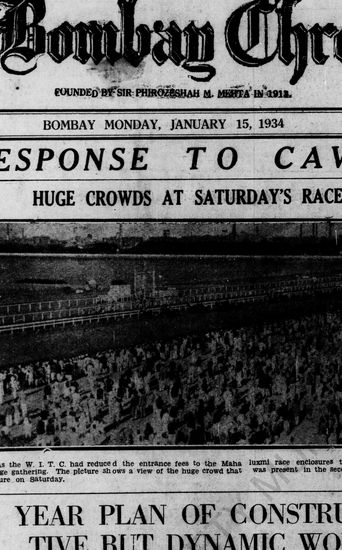 Bombay Chro
FOUNDED BY SIR PHIROZESHAH M. MEHTA IN 1913.
BOMBAY MONDAY, JANUARY 15, 1934
ESPONSE TO CAV
HUGE CROWDS AT SATURDAY'S RACE
as the W. I. T. C. had reduced the entrance fees to the Maha luxmi race enclosures t
ge gathering. The picture shows a view of the huge crowd that was present in the seco
ure on Saturday.
YEAR PLAN OF CONSTRU
TIVE BUT DYNAMIC WO